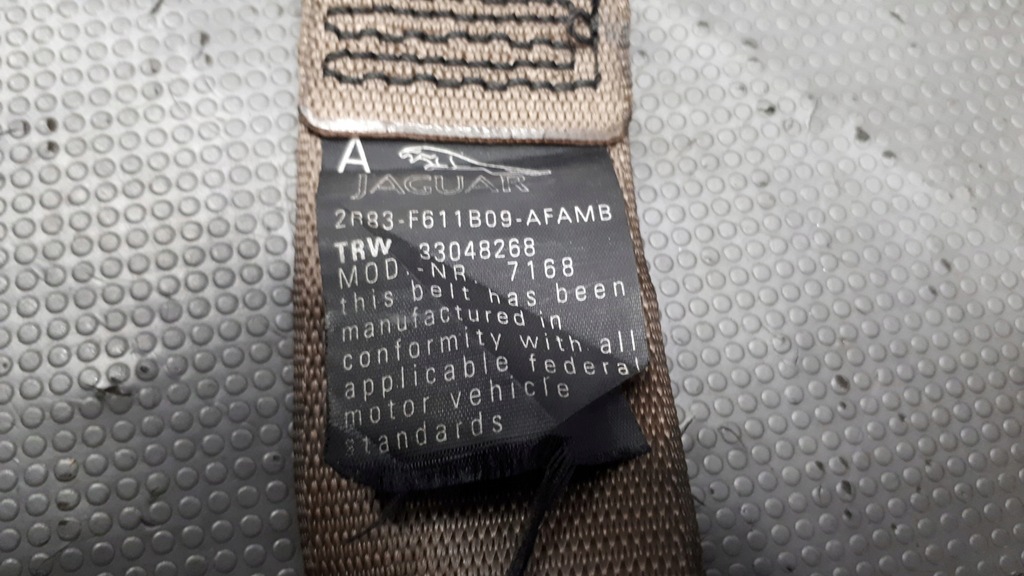 A
JAGUAR
2R83-F611B09-AFAMB
TRW 33048268
MOD.-NR. 7168
this belt has been
manufactured in
conformity with all
applicable federal
motor vehicle
standards